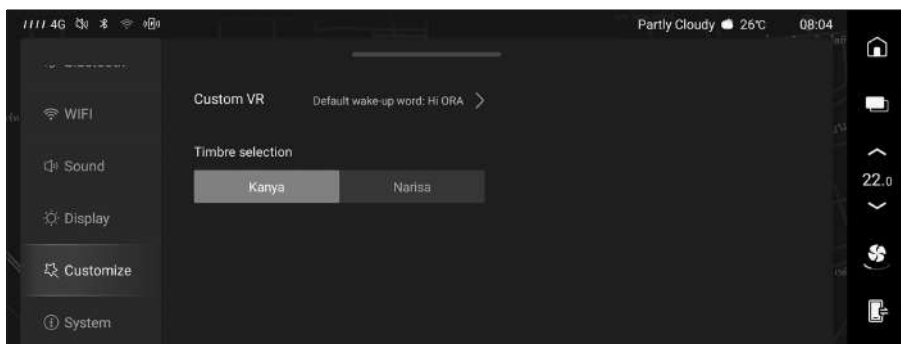 4G Partly Cloudy 26℃ 08:04
WIFI
Sound
Display
Customize
System
Custom VR Default wake-up word: Hi ORA
Timbre selection
Kanya Narisa
22.0